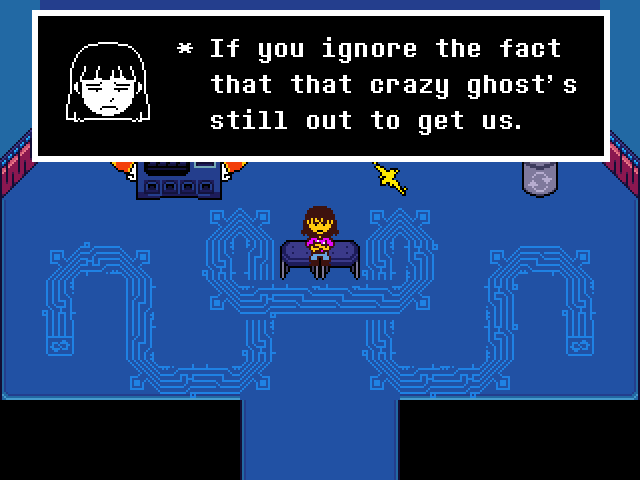 * If you ignore the fact
that that crazy ghost's
still out to get us.